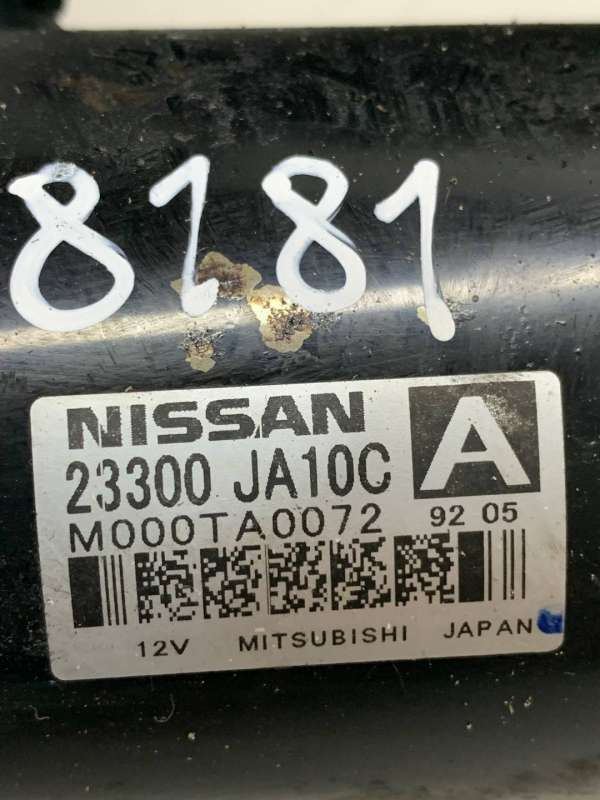 8181
NISSAN
A
23300 JA10C
M000TA0072 92 05
12V MITSUBISHI JAPAN